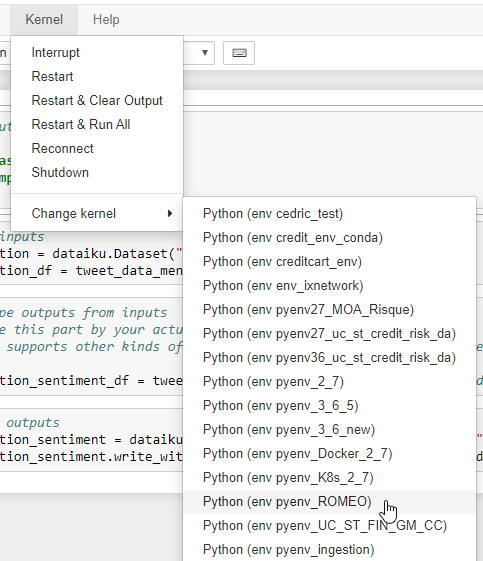 Kernel Help
Interrupt
Restart
Restart & Clear Output
Restart & Run All
Reconnect
Shutdown
Change kernel
Python (env cedric_test)
Python (env credit_env_conda)
Python (env creditcart_env)
Python (env env_ixnetwork)
Python (env pyenv27_MOA_Risque)
Python (env pyenv27_uc_st_credit_risk_da)
Python (env pyenv36_uc_st_credit_risk_da)
Python (env pyenv_2_7)
Python (env pyenv_3_6_5)
Python (env pyenv_3_6_new)
Python (env pyenv_Docker_2_7)
Python (env pyenv_K8s_2_7)
Python (env pyenv_ROMEO)
Python (env pyenv_UC_ST_FIN_GM_CC)
Python (env pyenv_ingestion)
inputs
tion = dataiku.Dataset("
tion_df = tweet_data_men
pe outputs from inputs
e this part by your actu
supports other kinds of
tion_sentiment_df = twee
outputs
tion_sentiment = dataiku
tion_sentiment.write_wit